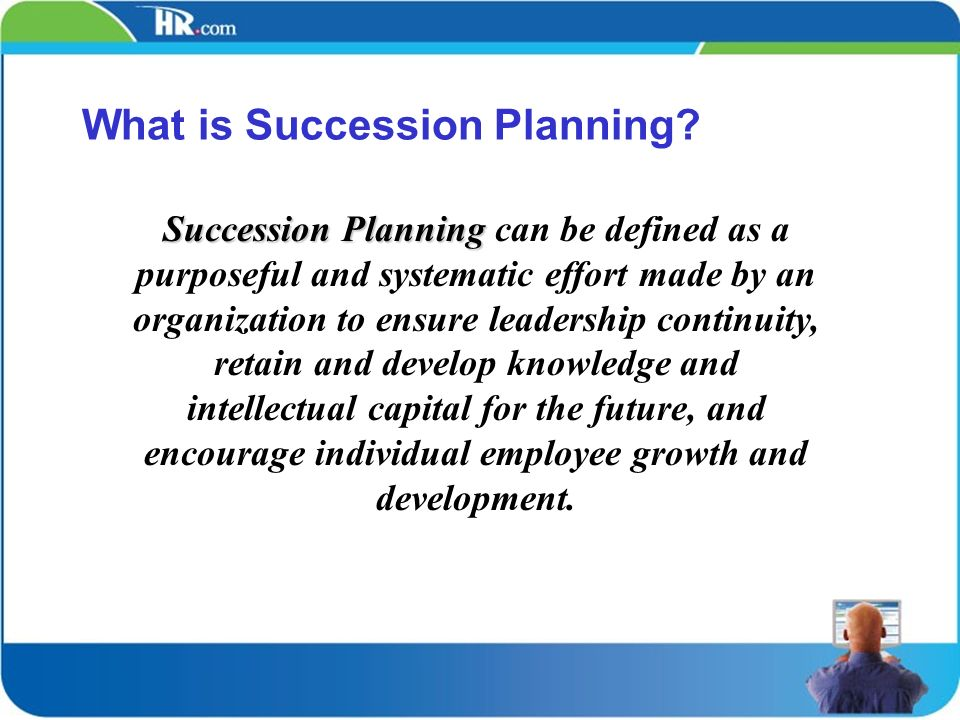 HR.com
What is Succession Planning?
Succession Planning can be defined as a
purposeful and systematic effort made by an
organization to ensure leadership continuity,
retain and develop knowledge and
intellectual capital for the future, and
encourage individual employee growth and
development.